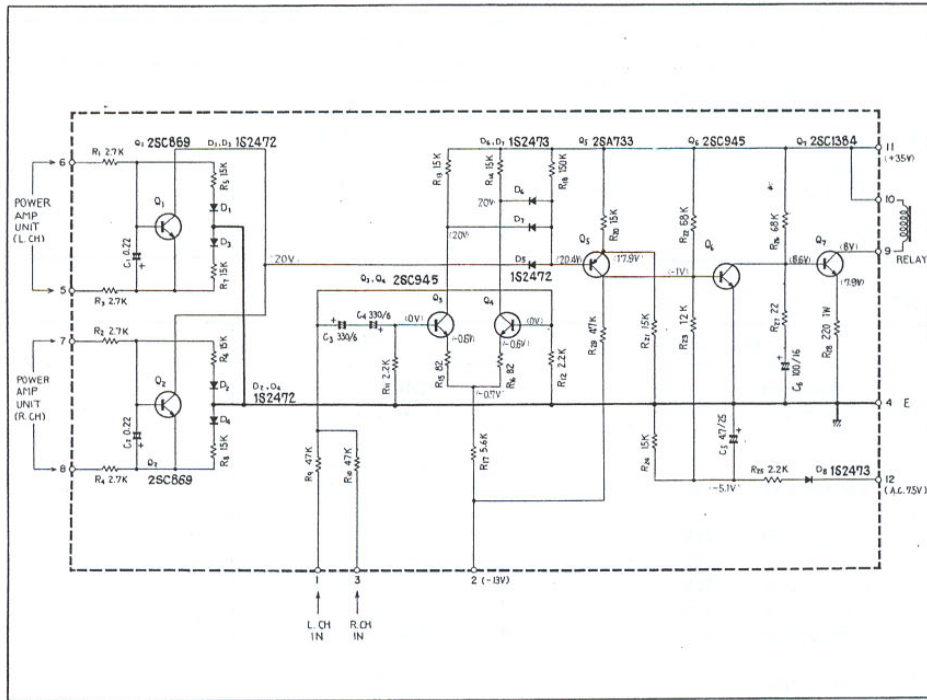 Q1 2SC869
D1, D3 1S2472
D6, D7 1S2473
Q5 2SA733
Q6 2SC945
Q7 2SC1384
6
R1 2.7K
R5 15K
R13 15K
R14 15K
R18 150K
11
(+35V)
POWER
AMP
UNIT
(L.CH)
Q1
D1
D3
C1 0.22
+
R7 15K
20V
D6
D7
(20V)
R20 15K
R22 68K
R26 68K
10
9
RELAY
Q7
(8V)
Q5
Q6
(20V)
D5
1S2472
(20.4V)
(17.9V)
(-1V)
(8.6V)
(7.9V)
5
R3 2.7K
Q3, Q4 2SC945
Q3
Q4
C3 330/6
C4 330/6
+
+
(0V)
(0V)
(-0.6V)
(-0.6V)
7
R2 2.7K
R6 15K
R11 2.2K
R15 82
R16 82
R12 2.2K
R21 15K
R23 12K
R27 22
R28 220 1W
C6 100/16
+
POWER
AMP
UNIT
(R.CH)
Q2
D2
D2, D4
1S2472
(-0.7V)
4 E
D4
C2 0.22
+
R8 15K
8
R4 2.7K
Q2
2SC869
R9 47K
R10 47K
R17 5.6K
R24 15K
C5 47/25
+
R25 2.2K
D8 1S2473
(-5.1V)
12
(A.C. 7.5V)
1
3
2 (-13V)
L.CH
IN
R.CH
IN